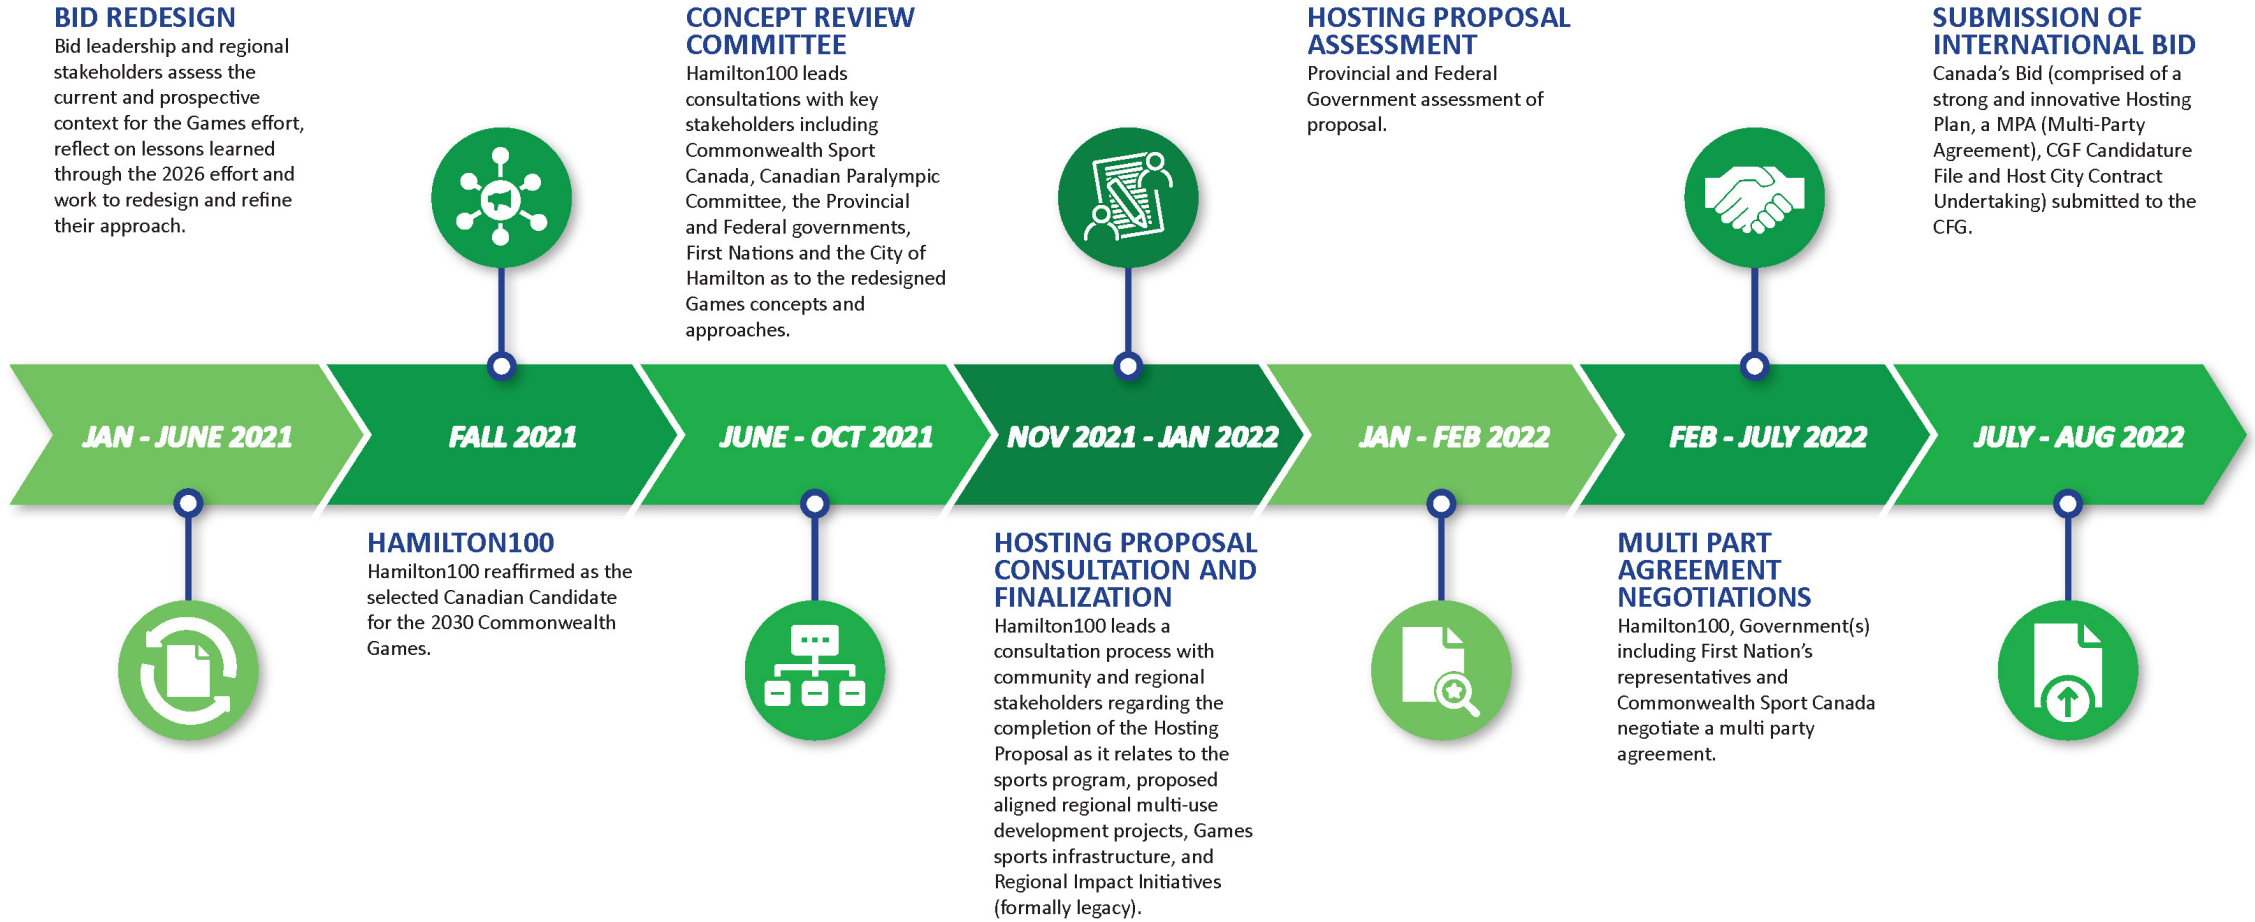 BID REDESIGN
Bid leadership and regional
stakeholders assess the
current and prospective
context for the Games effort,
reflect on lessons learned
through the 2026 effort and
work to redesign and refine
their approach.
CONCEPT REVIEW
COMMITTEE
Hamilton100 leads
consultations with key
stakeholders including
Commonwealth Sport
Canada, Canadian Paralympic
Committee, the Provincial
and Federal governments,
First Nations and the City of
Hamilton as to the redesigned
Games concepts and
approaches.
HOSTING PROPOSAL
ASSESSMENT
Provincial and Federal
Government assessment of
proposal.
SUBMISSION OF
INTERNATIONAL BID
Canada's Bid (comprised of a
strong and innovative Hosting
Plan, a MPA (Multi-Party
Agreement), CGF Candidature
File and Host City Contract
Undertaking) submitted to the
CFG.
JAN - JUNE 2021
FALL 2021
JUNE - OCT 2021
NOV 2021 - JAN 2022
JAN - FEB 2022
FEB - JULY 2022
JULY - AUG 2022
HAMILTON100
Hamilton100 reaffirmed as the
selected Canadian Candidate
for the 2030 Commonwealth
Games.
HOSTING PROPOSAL
CONSULTATION AND
FINALIZATION
Hamilton100 leads a
consultation process with
community and regional
stakeholders regarding the
completion of the Hosting
Proposal as it relates to the
sports program, proposed
aligned regional multi-use
development projects, Games
sports infrastructure, and
Regional Impact Initiatives
(formally legacy).
MULTI PART
AGREEMENT
NEGOTIATIONS
Hamilton100, Government(s)
including First Nation's
representatives and
Commonwealth Sport Canada
negotiate a multi party
agreement.